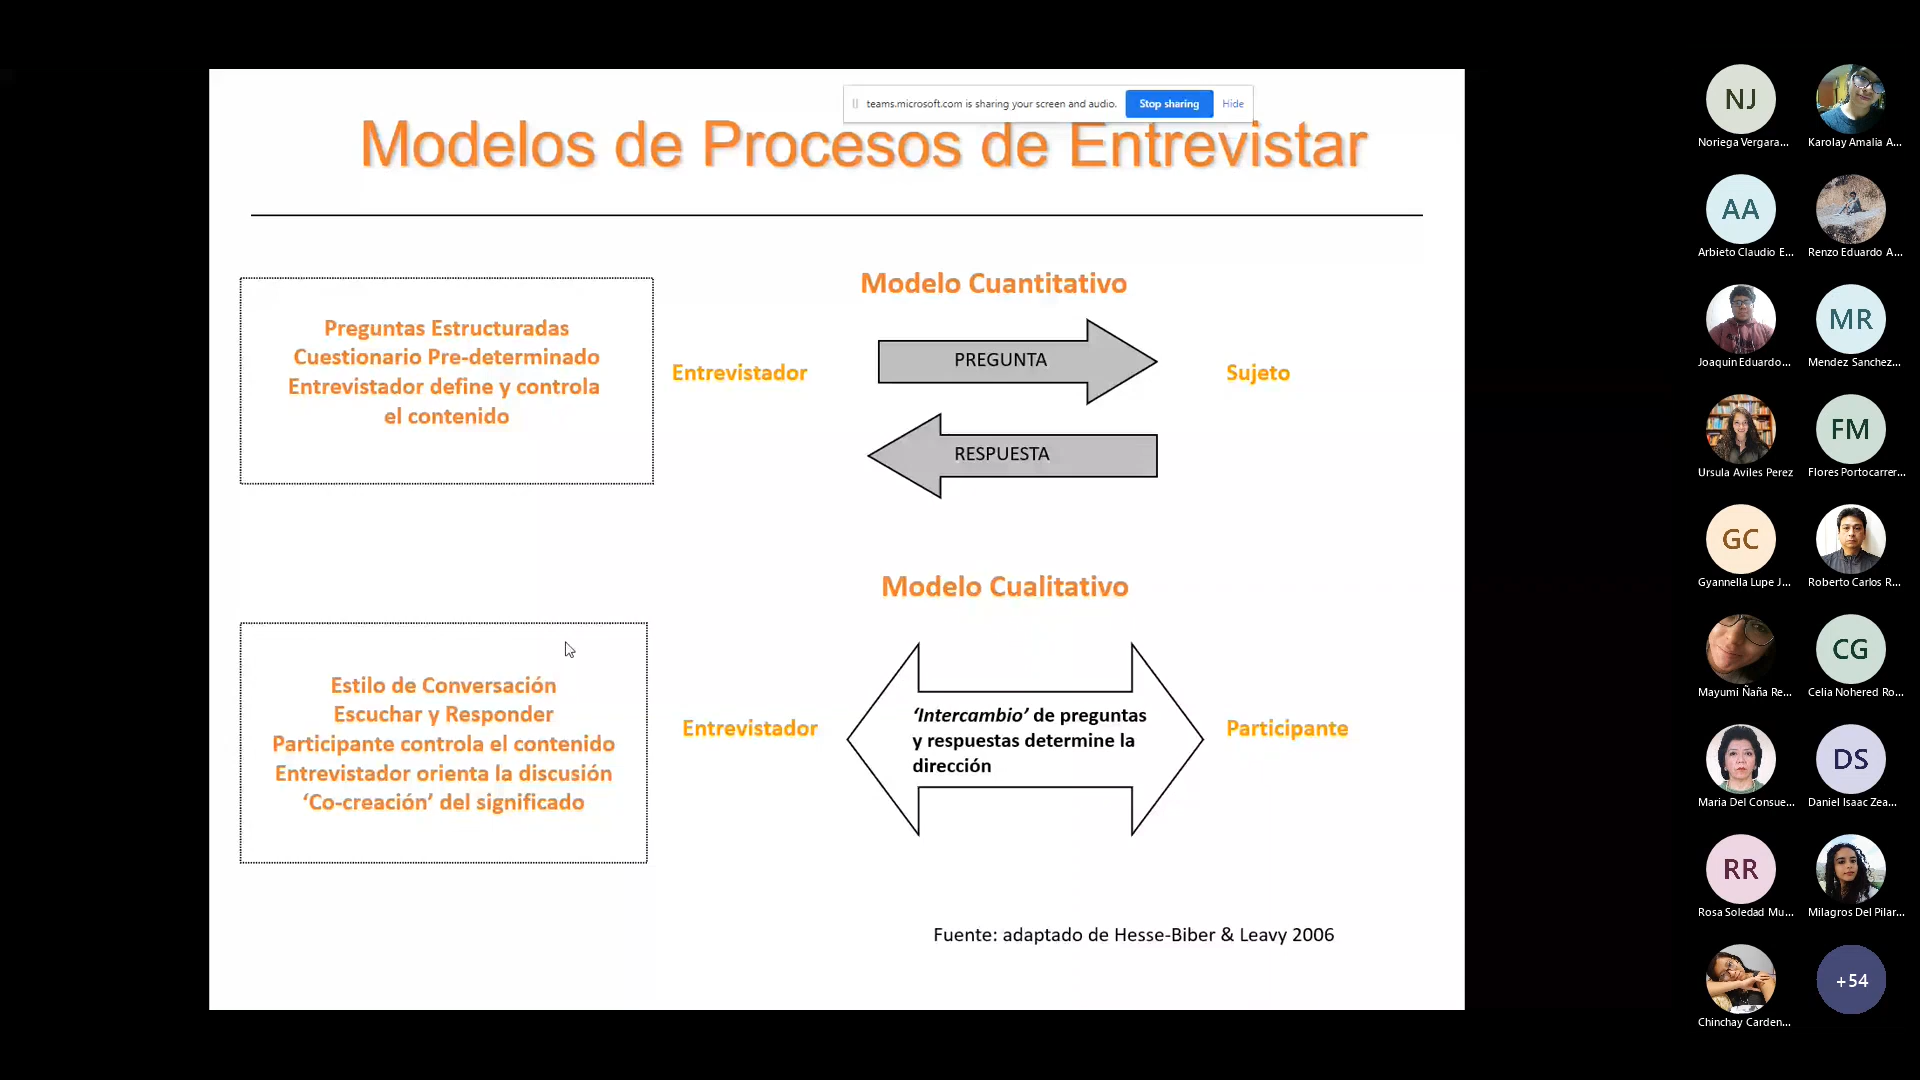 teams.microsoft.com is sharing your screen and audio. Stop sharing Hide
Modelos de Procesos de Entrevistar
Modelo Cuantitativo
Preguntas Estructuradas
Cuestionario Pre-determinado
Entrevistador define y controla
el contenido
Entrevistador
PREGUNTA
Sujeto
RESPUESTA
Modelo Cualitativo
Estilo de Conversación
Escuchar y Responder
Participante controla el contenido
Entrevistador orienta la discusión
‘Co-creación’ del significado
Entrevistador
‘Intercambio’ de preguntas
y respuestas determine la
dirección
Participante
Fuente: adaptado de Hesse-Biber & Leavy 2006
NJ
Noriega Vergara...
Karolay Amalia A...
AA
Arbieto Claudio E...
Renzo Eduardo A...
Joaquin Eduardo...
MR
Mendez Sanchez...
Ursula Aviles Perez
FM
Flores Portocarrer...
GC
Gyannella Lupe J...
Roberto Carlos R...
Mayumi Ñaña Re...
CG
Celia Nohered Ro...
Maria Del Consue...
DS
Daniel Isaac Zea...
RR
Rosa Soledad Mu...
Milagros Del Pilar...
Chinchay Carden...
+54